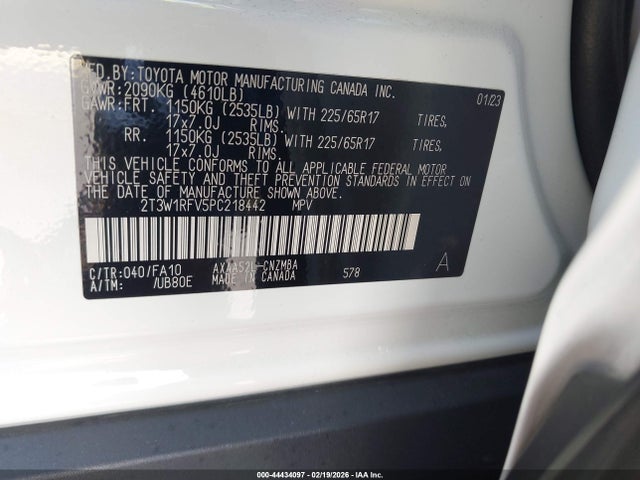 MFD.BY:TOYOTA MOTOR MANUFACTURING CANADA INC.
GVWR:2090KG (4610LB) 01/23
GAWR:FRT. 1150KG (2535LB) WITH 225/65R17 TIRES,
17x7.0J RIMS.
RR. 1150KG (2535LB) WITH 225/65R17 TIRES,
17x7.0J RIMS.
THIS VEHICLE CONFORMS TO ALL APPLICABLE FEDERAL MOTOR
VEHICLE SAFETY AND THEFT PREVENTION STANDARDS IN EFFECT ON
THE DATE OF MANUFACTURE SHOWN ABOVE.
2T3W1RFV5PC218442 MPV
C/TR:040/FA10 AXAA52L-CNZMBA 578 A
A/TM: /UB80E MADE IN CANADA
000-44434097 - 02/19/2026 - IAAI.COM